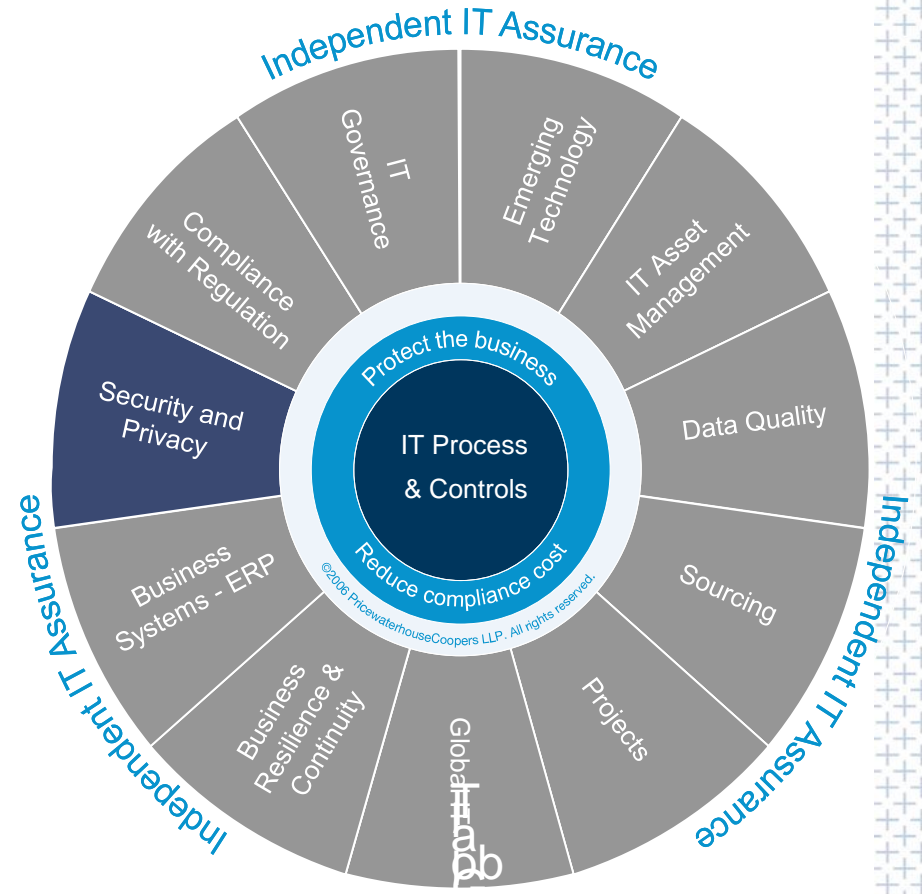 Independent IT Assurance
IT
Governance
Emerging
Technology
IT Asset
Management
Data Quality
Sourcing
Projects
Global
Business
Resilience &
Continuity
Business
Systems - ERP
Security and
Privacy
Compliance
with Regulation
Protect the business
IT Process
& Controls
Reduce compliance cost
©2006 PricewaterhouseCoopers LLP. All rights reserved.
Independent IT Assurance
Independent IT Assurance